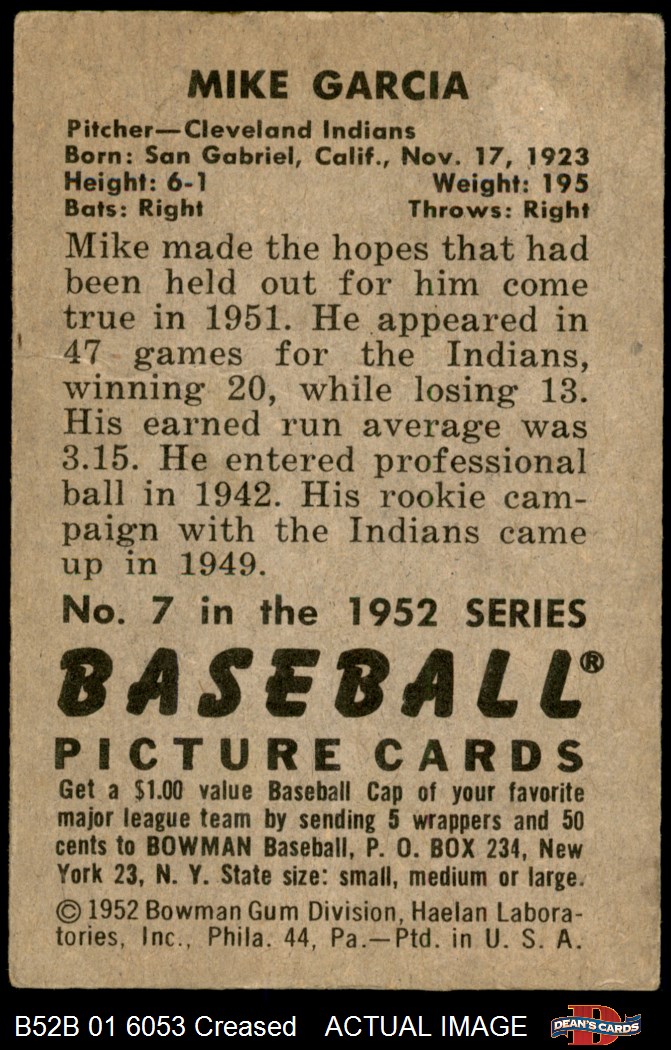 MIKE GARCIA
Pitcher—Cleveland Indians
Born: San Gabriel, Calif., Nov. 17, 1923
Height: 6-1 Weight: 195
Bats: Right Throws: Right
Mike made the hopes that had
been held out for him come
true in 1951. He appeared in
47 games for the Indians,
winning 20, while losing 13.
His earned run average was
3.15. He entered professional
ball in 1942. His rookie cam-
paign with the Indians came
up in 1949.
No. 7 in the 1952 SERIES
BASEBALL®
PICTURE CARDS
Get a $1.00 value Baseball Cap of your favorite
major league team by sending 5 wrappers and 50
cents to BOWMAN Baseball, P. O. BOX 234, New
York 23, N. Y. State size: small, medium or large.
© 1952 Bowman Gum Division, Haelan Labora-
tories, Inc., Phila. 44, Pa.—Ptd. in U. S. A.
B52B 01 6053 Creased ACTUAL IMAGE
D
DEAN'S CARDS